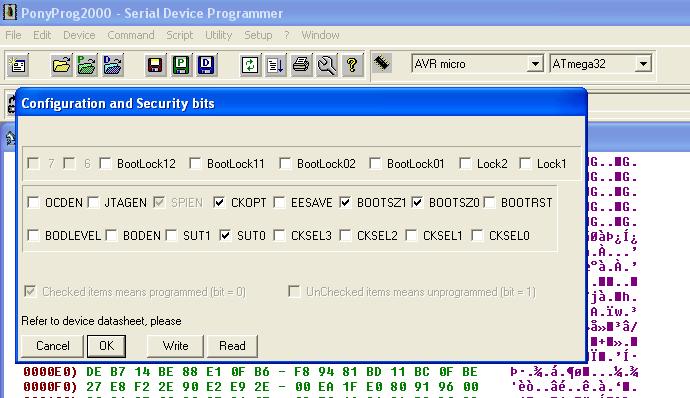 PonyProg2000 - Serial Device Programmer
File Edit Device Command Script Utility Setup ? Window
AVR micro ATmega32
Configuration and Security bits
7 6 BootLock12 BootLock11 BootLock02 BootLock01 Lock2 Lock1
OCDEN JTAGEN SPIEN CKOPT EESAVE BOOTSZ1 BOOTSZ0 BOOTRST
BODLEVEL BODEN SUT1 SUT0 CKSEL3 CKSEL2 CKSEL1 CKSEL0
Checked items means programmed (bit = 0) UnChecked items means unprogrammed (bit = 1)
Refer to device datasheet, please
Cancel OK Write Read
0000E0) DE B7 14 BE 88 E1 0F B6 - F8 94 81 BD 11 BC 0F BE
0000F0) 27 E8 F2 2E 90 E2 E9 2E - 00 EA 1F E0 80 91 96 00